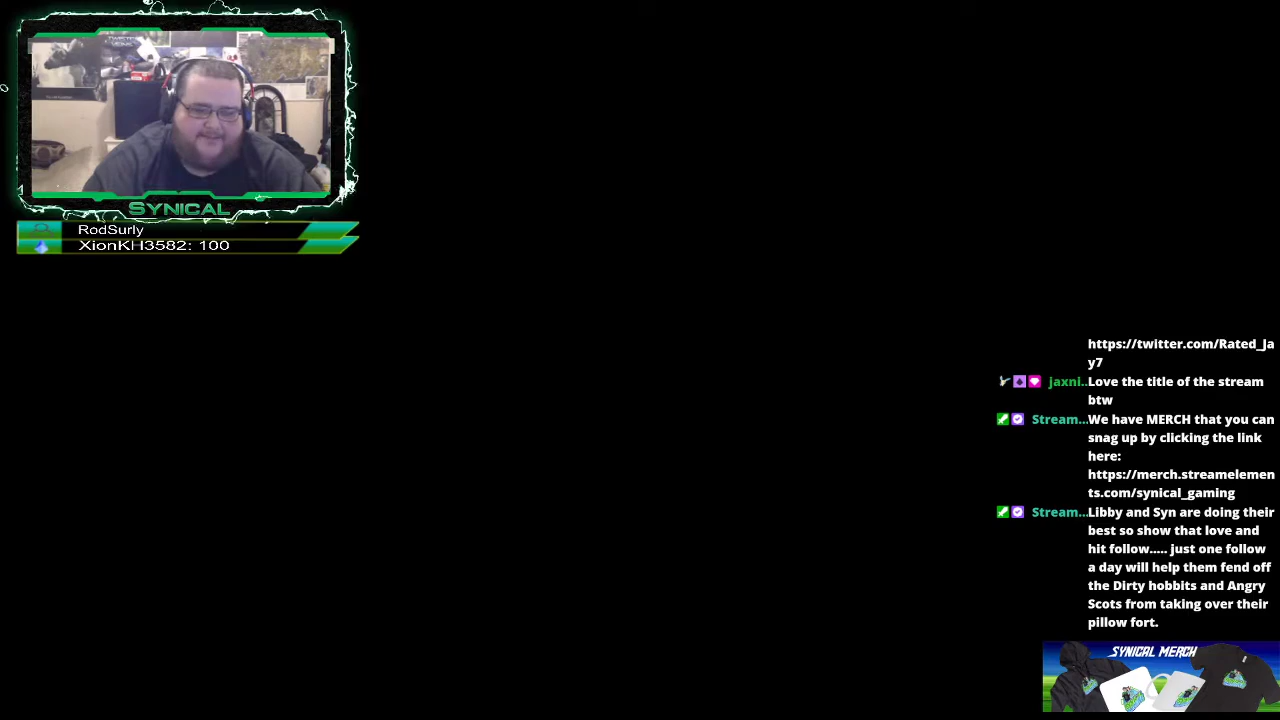 SYNICAL
RodSurly
XionKH3582: 100
https://twitter.com/Rated_Ja
y7
jaxni.. Love the title of the stream
btw
Stream... We have MERCH that you can
snag up by clicking the link
here:
https://merch.streamelemen
ts.com/synical_gaming
Stream... Libby and Syn are doing their
best so show that love and
hit follow..... just one follow
a day will help them fend off
the Dirty hobbits and Angry
Scots from taking over their
pillow fort.
SYNICAL MERCH